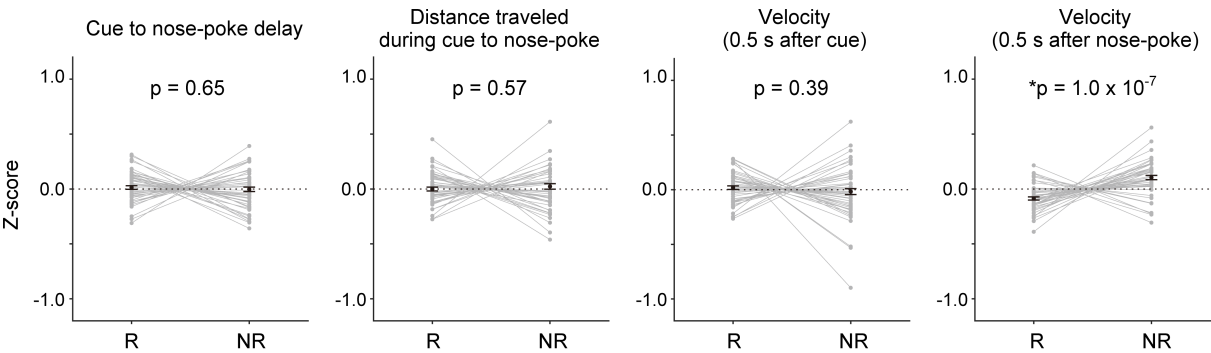 Cue to nose-poke delay
Distance traveled
during cue to nose-poke
Velocity
(0.5 s after cue)
Velocity
(0.5 s after nose-poke)
Z-score
1.0
0.0
-1.0
p = 0.65
R NR
1.0
0.0
-1.0
p = 0.57
R NR
1.0
0.0
-1.0
p = 0.39
R NR
1.0
0.0
-1.0
*p = 1.0 x 10⁻⁷
R NR